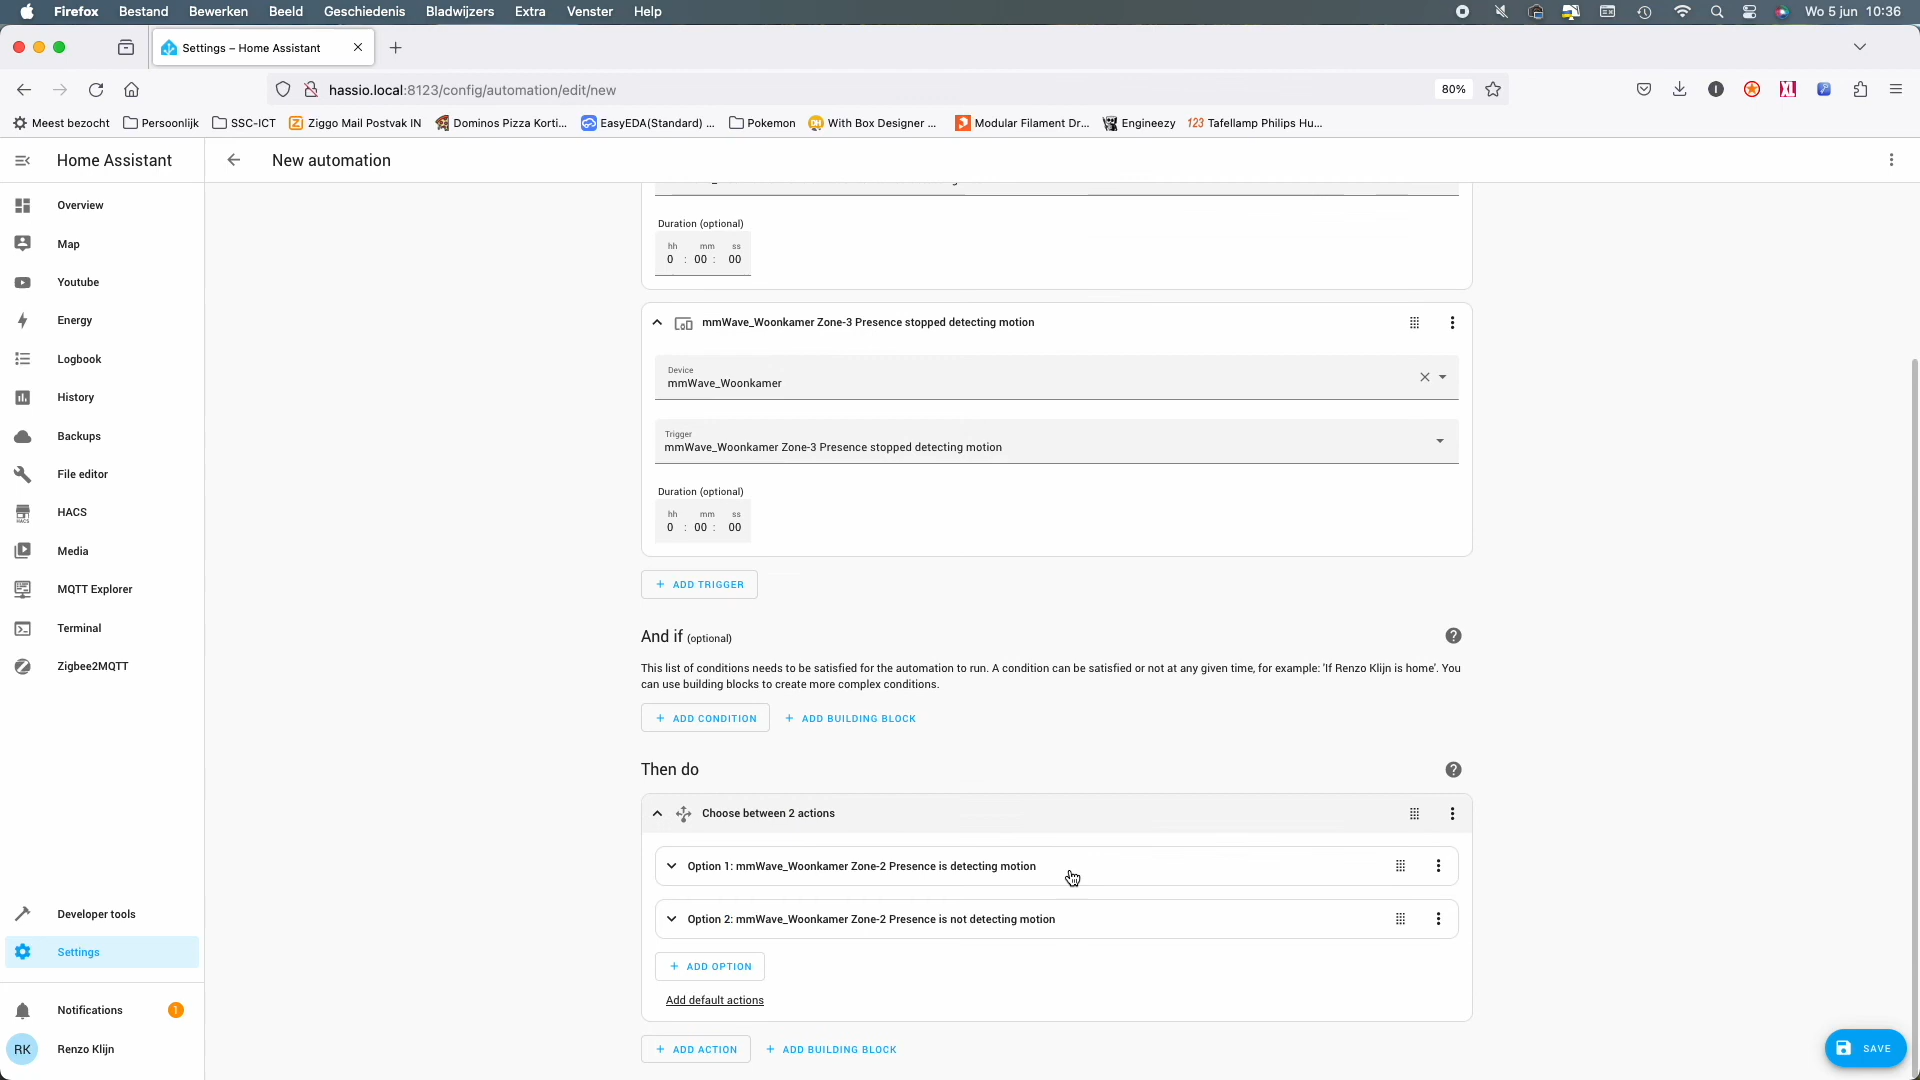 Firefox Bestand Bewerken Beeld Geschiedenis Bladwijzers Extra Venster Help Wo 5 jun 10:36
Settings – Home Assistant
hassio.local:8123/config/automation/edit/new 80%
Meest bezocht Persoonlijk SSC-ICT Ziggo Mail Postvak IN Dominos Pizza Korti... EasyEDA(Standard) ... Pokemon With Box Designer ... Modular Filament Dr... Engineezy 123 Tafellamp Philips Hu...
Home Assistant
New automation
Overview
Map
Youtube
Energy
Logbook
History
Backups
File editor
HACS
Media
MQTT Explorer
Terminal
Zigbee2MQTT
Developer tools
Settings
Notifications 1
RK Renzo Klijn
Duration (optional)
hh mm ss
0 : 00 : 00
mmWave_Woonkamer Zone-3 Presence stopped detecting motion
Device
mmWave_Woonkamer
Trigger
mmWave_Woonkamer Zone-3 Presence stopped detecting motion
Duration (optional)
hh mm ss
0 : 00 : 00
+ ADD TRIGGER
And if (optional)
This list of conditions needs to be satisfied for the automation to run. A condition can be satisfied or not at any given time, for example: 'If Renzo Klijn is home'. You
can use building blocks to create more complex conditions.
+ ADD CONDITION + ADD BUILDING BLOCK
Then do
Choose between 2 actions
Option 1: mmWave_Woonkamer Zone-2 Presence is detecting motion
Option 2: mmWave_Woonkamer Zone-2 Presence is not detecting motion
+ ADD OPTION
Add default actions
+ ADD ACTION + ADD BUILDING BLOCK
SAVE